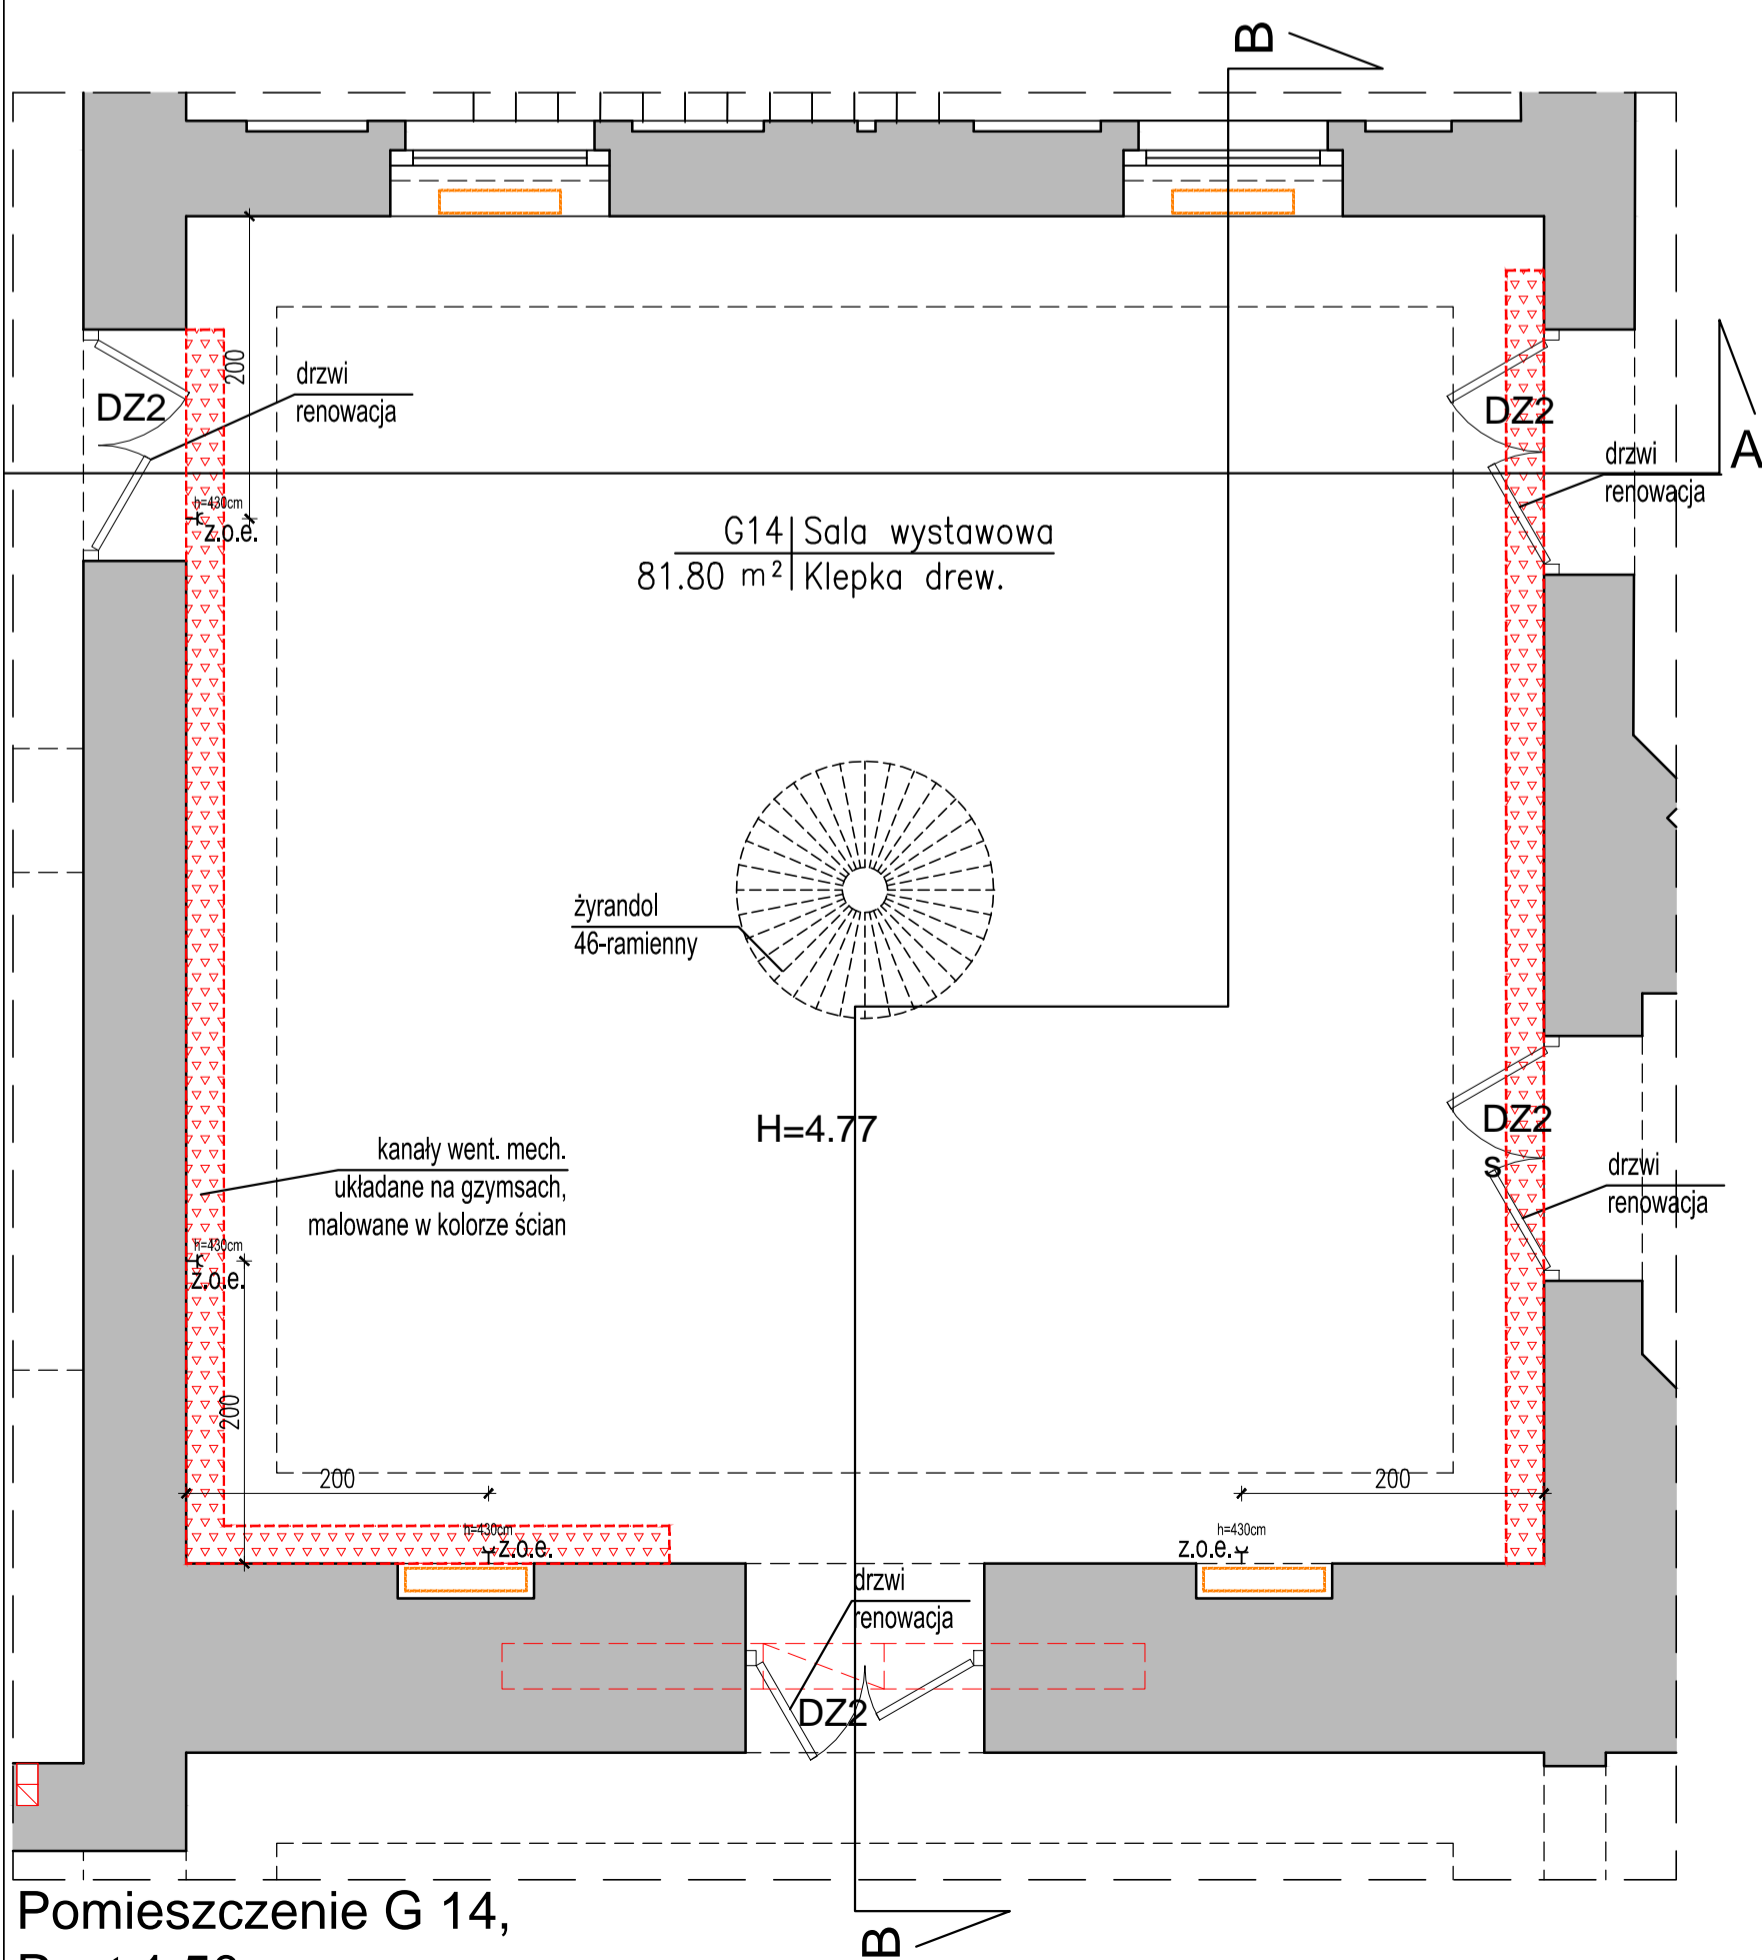 B
DZ2
200
drzwi
renowacja
DZ2
drzwi
renowacja
A
h=430cm
z.o.e.
G14 Sala wystawowa
81.80 m² Klepka drew.
żyrandol
46-ramienny
H=4.77
kanały went. mech.
układane na gzymsach,
malowane w kolorze ścian
DZ2
s
drzwi
renowacja
h=430cm
z.o.e.
200
200
200
h=430cm
z.o.e.
h=430cm
z.o.e.
drzwi
renowacja
DZ2
Pomieszczenie G 14,
B